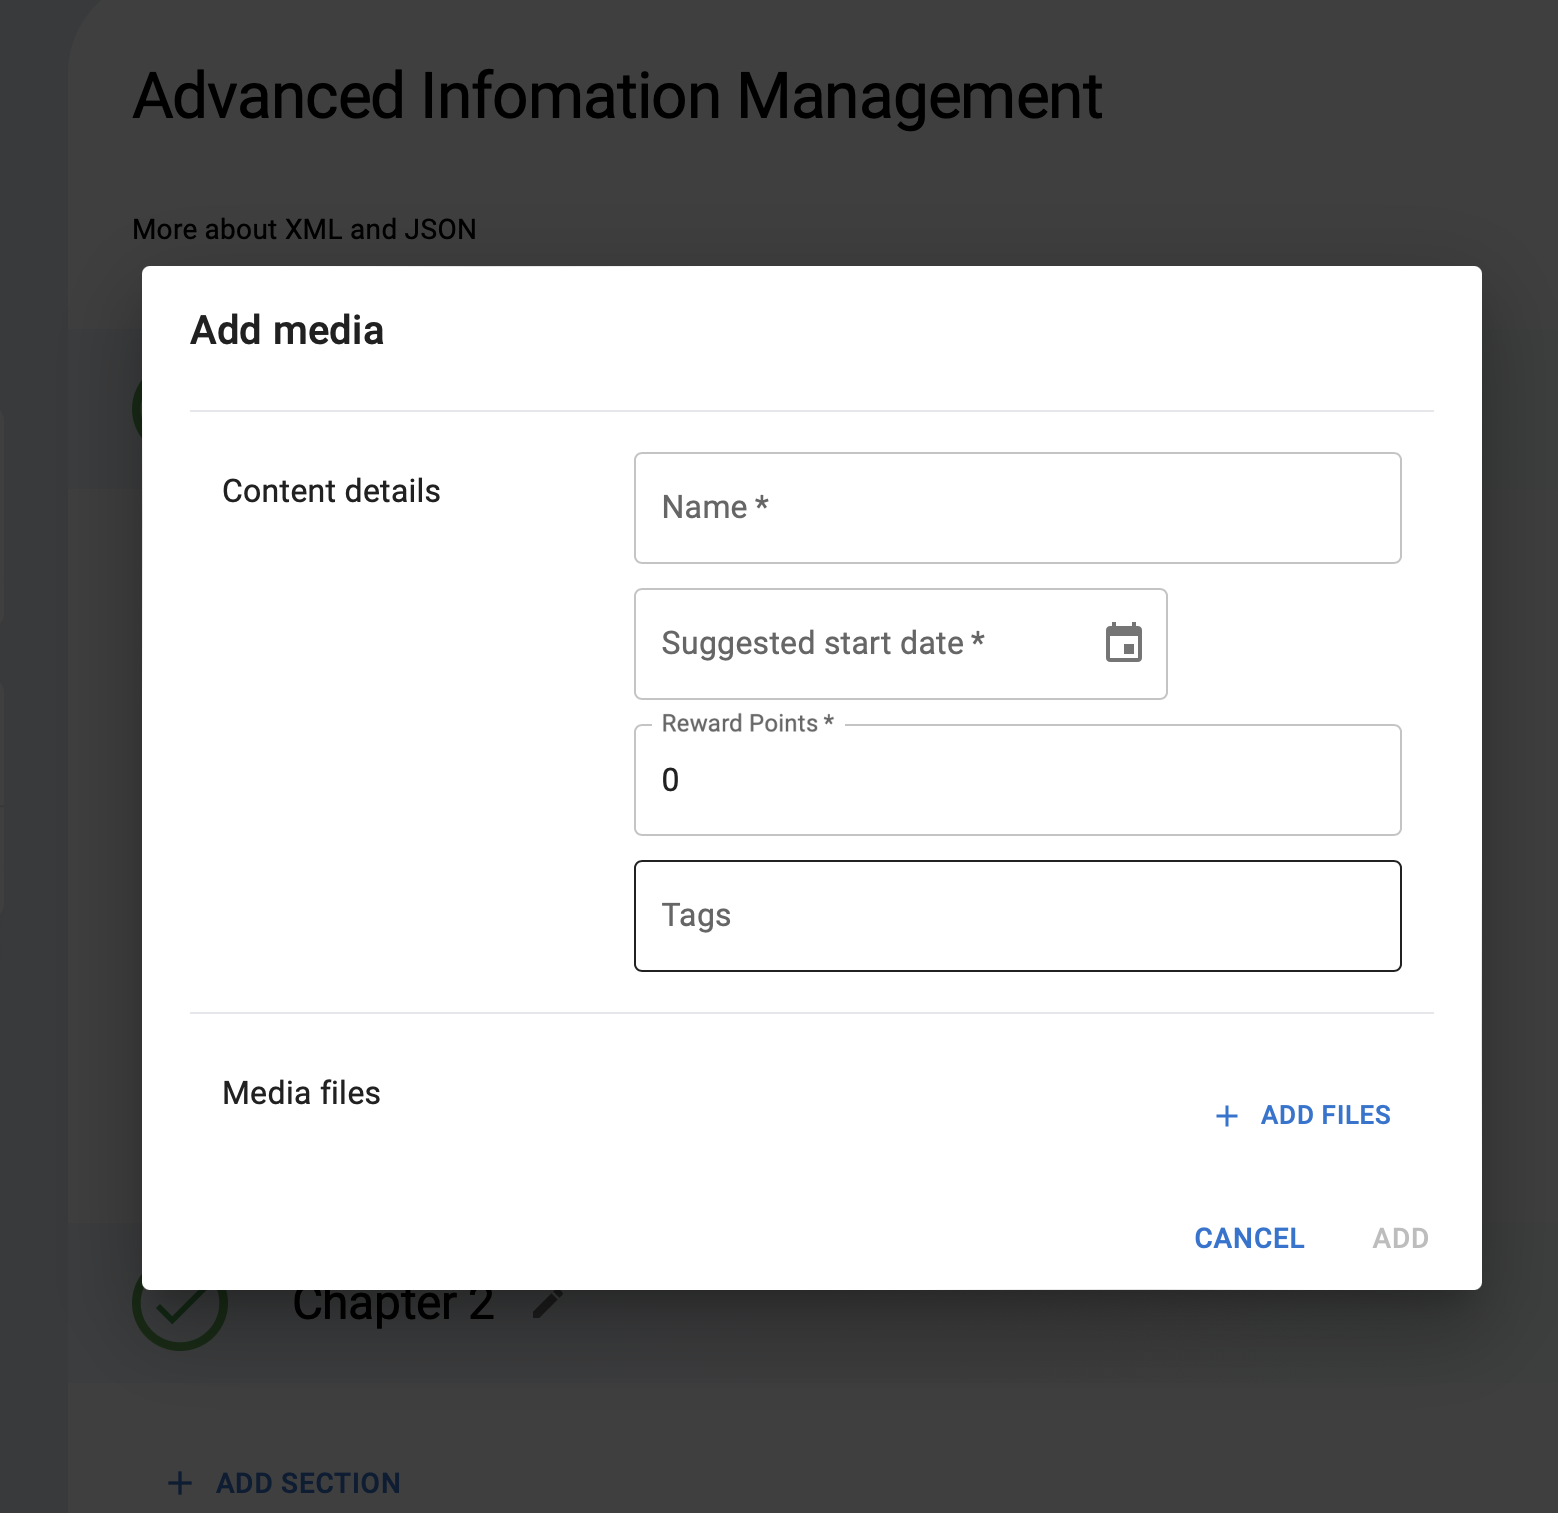 Advanced Infomation Management
More about XML and JSON
Add media
Content details
Name *
Suggested start date *
Reward Points *
0
Tags
Media files
+ ADD FILES
CANCEL ADD
Chapter 2
+ ADD SECTION